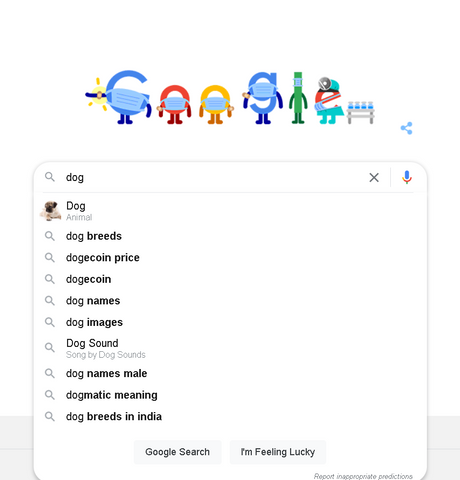 Google
dog
Dog
Animal
dog breeds
dogecoin price
dogecoin
dog names
dog images
Dog Sound
Song by Dog Sounds
dog names male
dogmatic meaning
dog breeds in india
Google Search I'm Feeling Lucky
Report inappropriate predictions